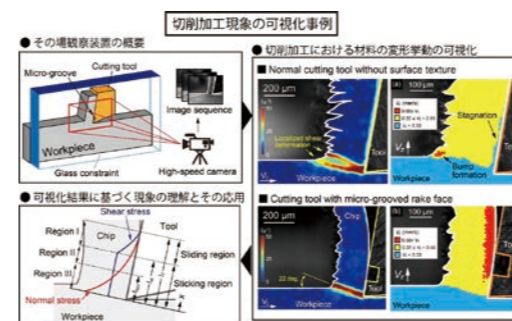 切削加工現象の可視化事例
● その場観察装置の概要
Micro-groove
Cutting tool
Image sequence
Workpiece
Glass constraint
High-speed camera
● 切削加工における材料の変形挙動の可視化
■ Normal cutting tool without surface texture
200 μm
Localized shear
deformation
Tool
Workpiece
(a)
100 μm
Stagnation
Bump
formation
■ Cutting tool with micro-grooved rake face
200 μm
Chip
22 deg.
Tool
Workpiece
(b)
100 μm
Tool
● 可視化結果に基づく現象の理解とその応用
Shear stress
Region I
Chip
Tool
Region II
Sliding region
Region III
Sticking region
Normal stress
Workpiece